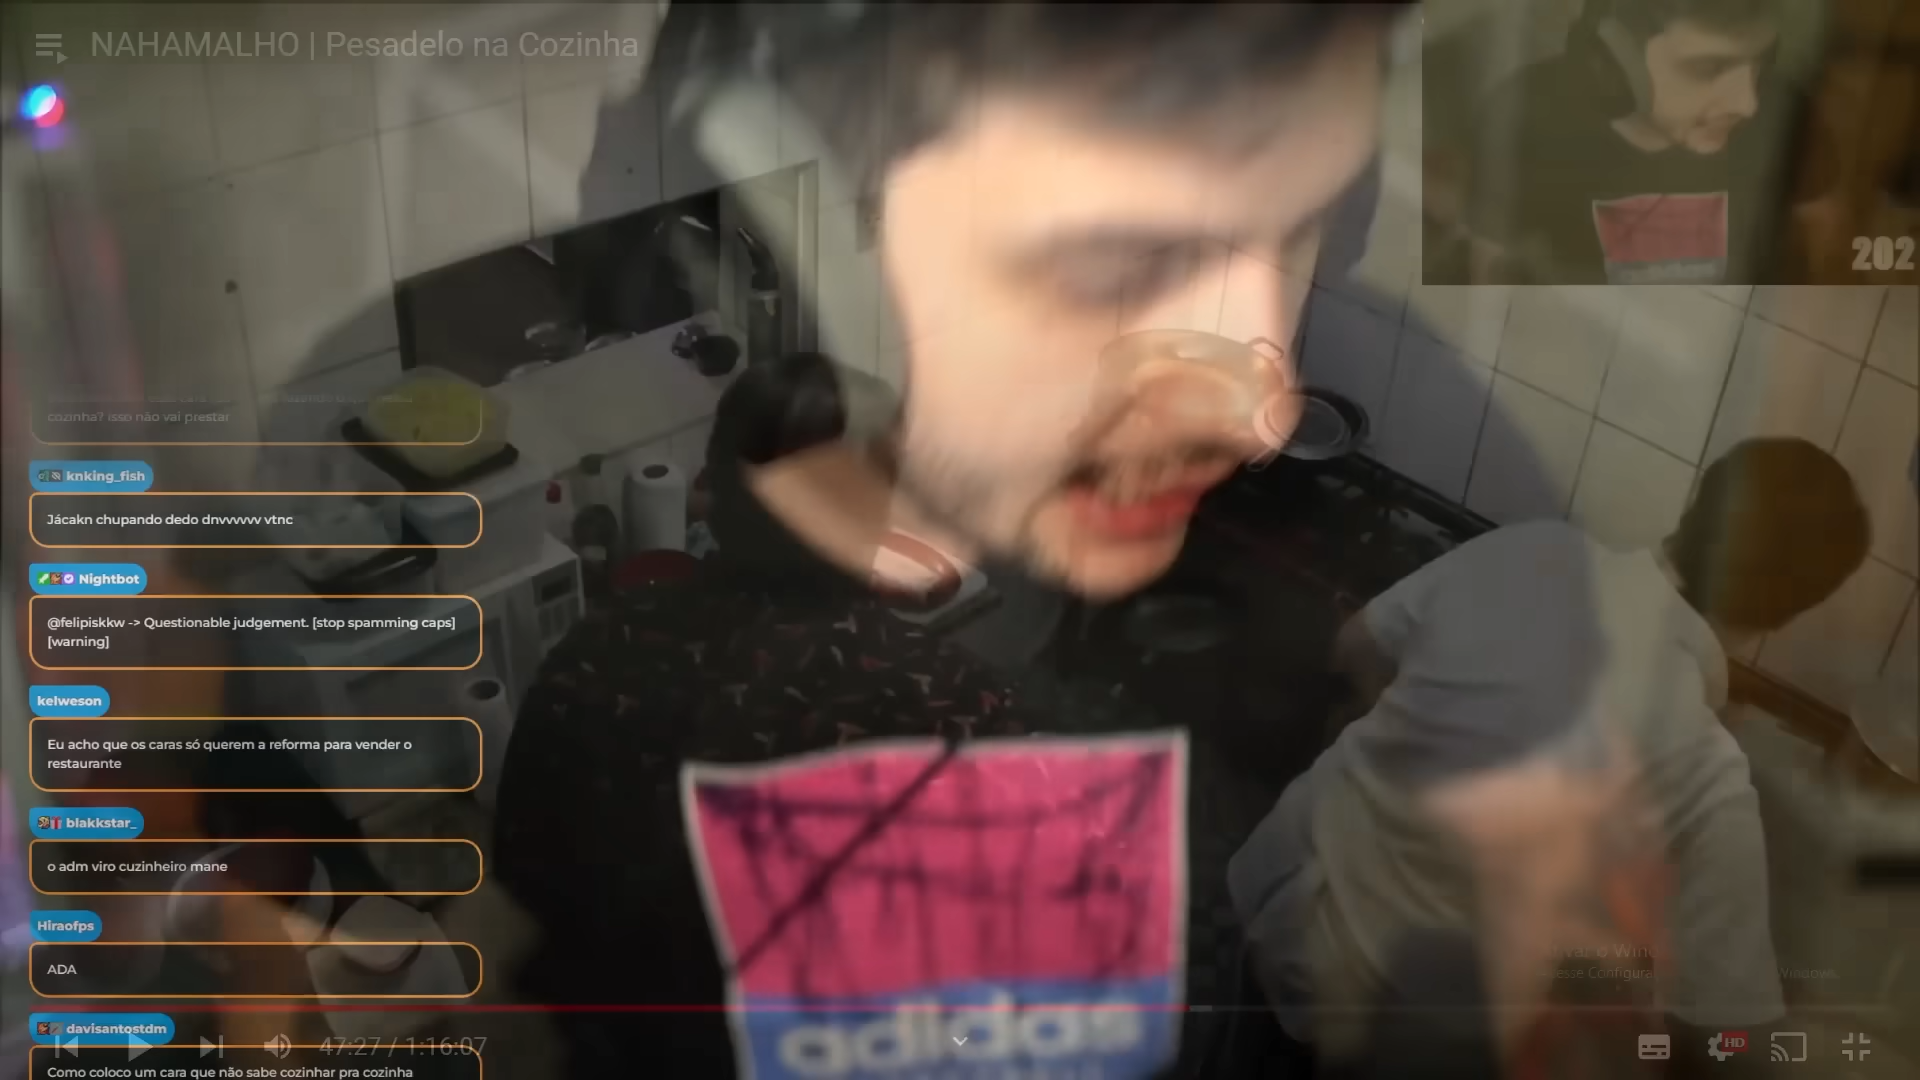 NAHAMALHO | Pesadelo na Cozinha
202
cozinha? isso não vai prestar
knking_fish
Jácakn chupando dedo dnvvvvvv vtnc
Nightbot
@felipiskkw -> Questionable judgement. [stop spamming caps]
[warning]
kelweson
Eu acho que os caras só querem a reforma para vender o
restaurante
blakkstar_
o adm viro cuzinheiro mane
Hiraofps
ADA
davisantostdm
47:27 / 1:16:07
HD
Como coloco um cara que não sabe cozinhar pra cozinha
adidas